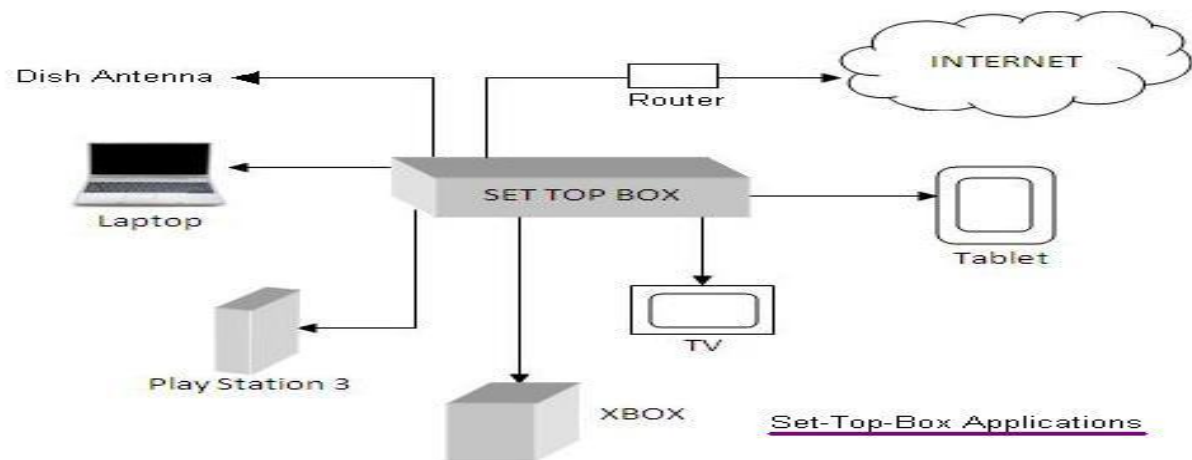 INTERNET
Dish Antenna
Router
SET TOP BOX
Laptop
Tablet
TV
Play Station 3
XBOX
Set-Top-Box Applications